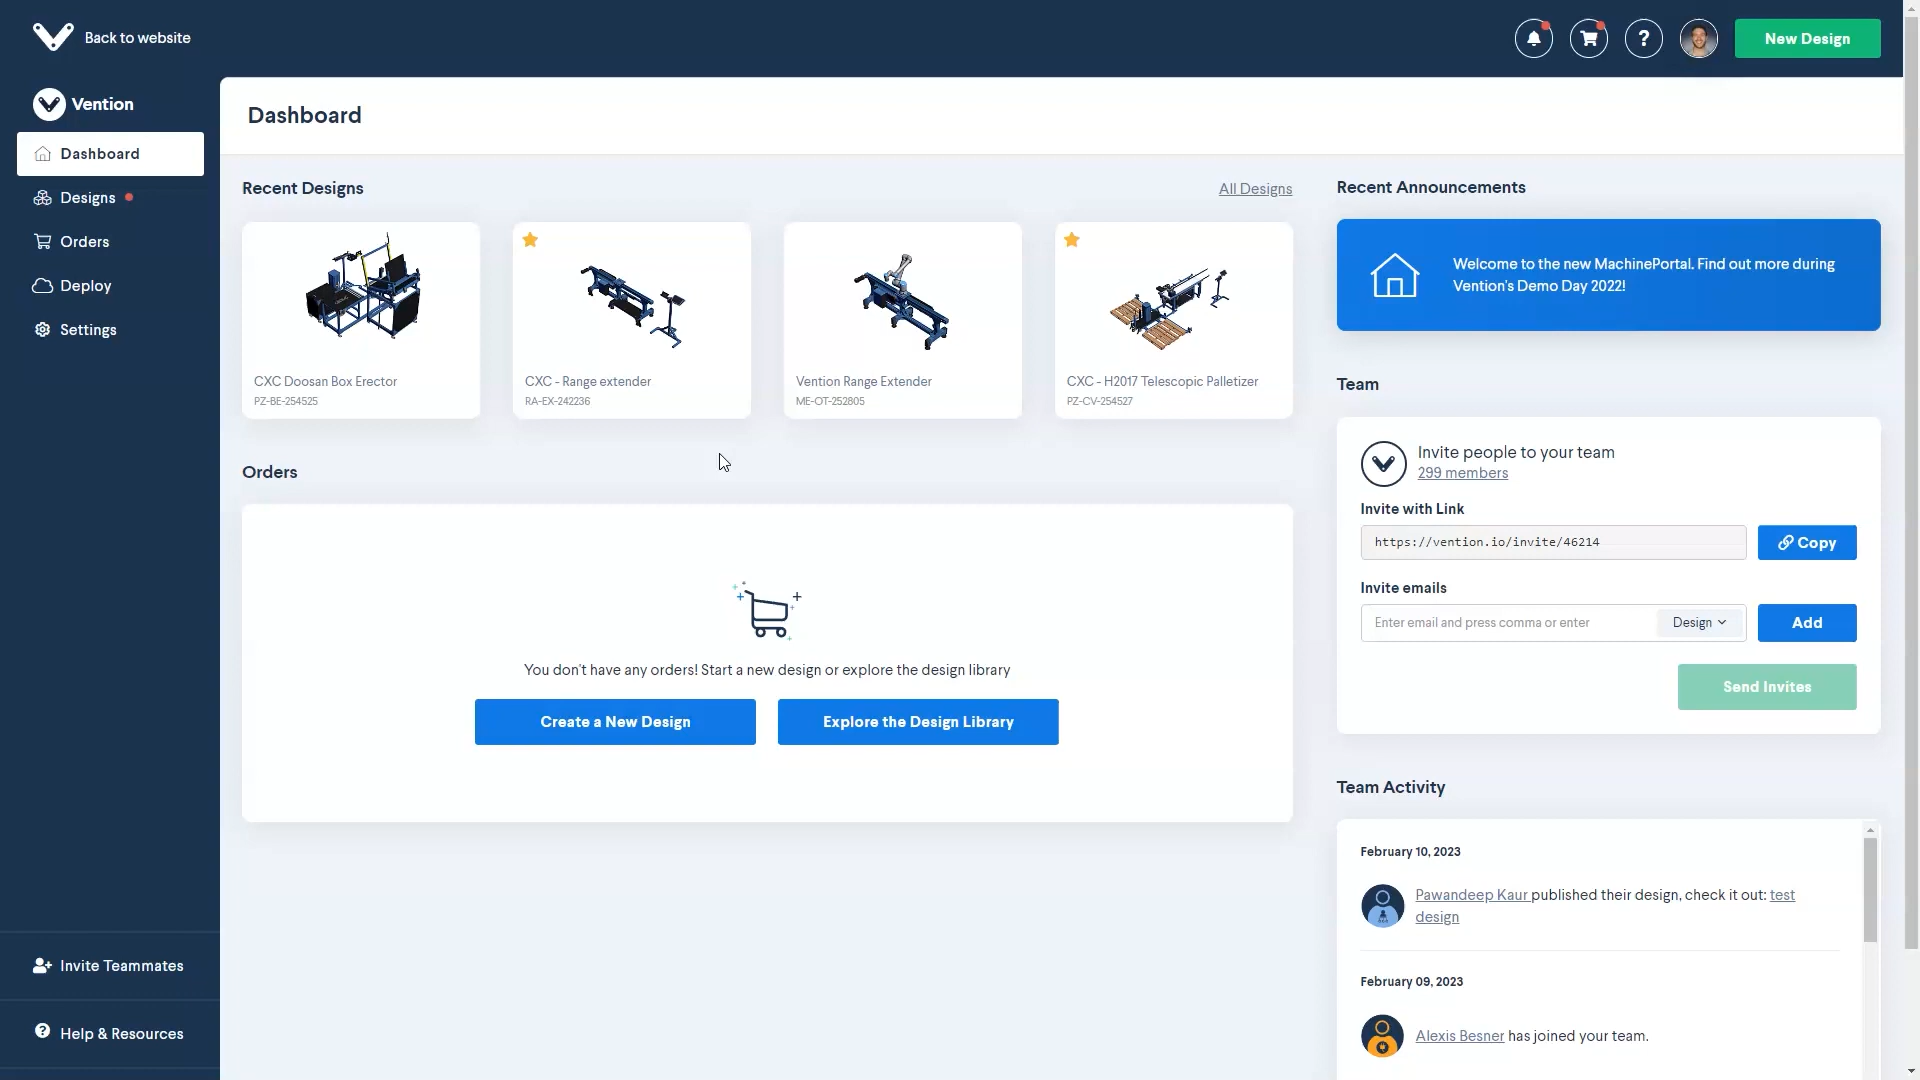 Back to website
New Design
Vention
Dashboard
Designs
Orders
Deploy
Settings
Invite Teammates
Help & Resources
Dashboard
Recent Designs
All Designs
CXC Doosan Box Erector
PZ-BE-254525
CXC - Range extender
RA-EX-242236
Vention Range Extender
ME-OT-252805
CXC - H2017 Telescopic Palletizer
PZ-CV-254527
Orders
You don't have any orders! Start a new design or explore the design library
Create a New Design
Explore the Design Library
Recent Announcements
Welcome to the new MachinePortal. Find out more during
Vention's Demo Day 2022!
Team
Invite people to your team
299 members
Invite with Link
https://vention.io/invite/46214
Copy
Invite emails
Enter email and press comma or enter
Design
Add
Send Invites
Team Activity
February 10, 2023
Pawandeep Kaur published their design, check it out: test
design
February 09, 2023
Alexis Besner has joined your team.